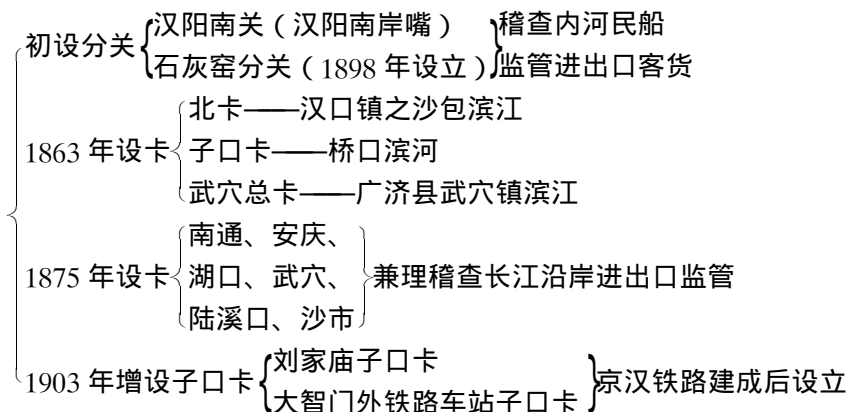 初设分关
汉阳南关（汉阳南岸嘴）
石灰窑分关（1898 年设立）
稽查内河民船
监管进出口客货
1863 年设卡
北卡——汉口镇之沙包滨江
子口卡——桥口滨河
武穴总卡——广济县武穴镇滨江
1875 年设卡
南通、安庆、
湖口、武穴、
陆溪口、沙市
兼理稽查长江沿岸进出口监管
1903 年增设子口卡
刘家庙子口卡
大智门外铁路车站子口卡
京汉铁路建成后设立